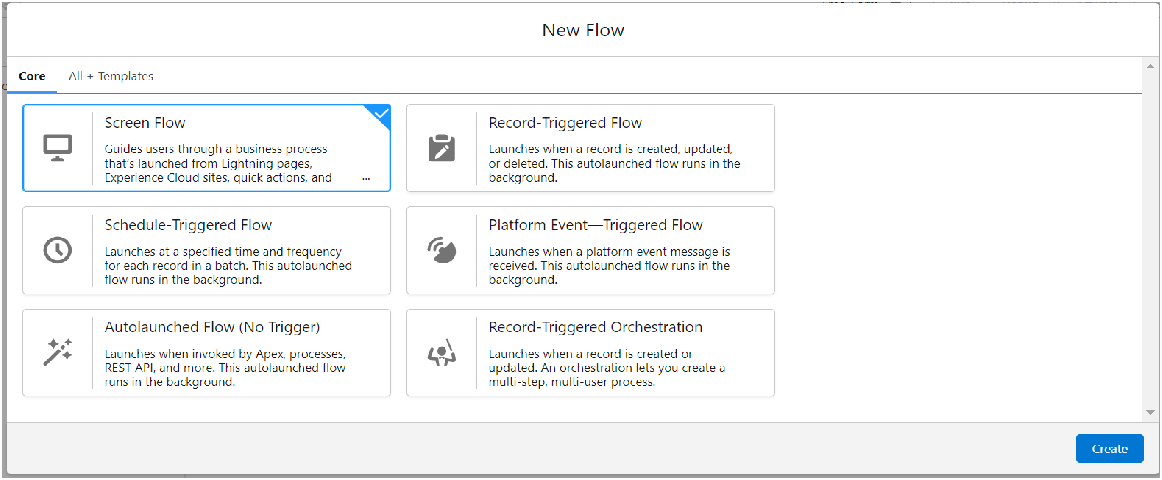 New Flow
Core
All + Templates
Screen Flow
Guides users through a business process
that's launched from Lightning pages,
Experience Cloud sites, quick actions, and ...
Record-Triggered Flow
Launches when a record is created, updated,
or deleted. This autolaunched flow runs in the
background.
Schedule-Triggered Flow
Launches at a specified time and frequency
for each record in a batch. This autolaunched
flow runs in the background.
Platform Event—Triggered Flow
Launches when a platform event message is
received. This autolaunched flow runs in the
background.
Autolaunched Flow (No Trigger)
Launches when invoked by Apex, processes,
REST API, and more. This autolaunched flow
runs in the background.
Record-Triggered Orchestration
Launches when a record is created or
updated. An orchestration lets you create a
multi-step, multi-user process.
Create